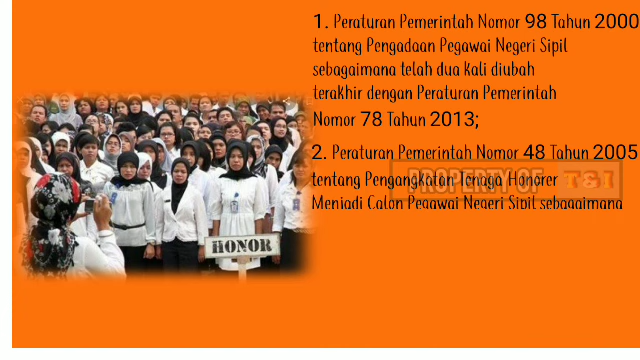 1. Peraturan Pemerintah Nomor 98 Tahun 2000
tentang Pengadaan Pegawai Negeri Sipil
sebagaimana telah dua kali diubah
terakhir dengan Peraturan Pemerintah
Nomor 78 Tahun 2013;
2. Peraturan Pemerintah Nomor 48 Tahun 2005
tentang Pengangkatan Tenaga Honorer
Menjadi Calon Pegawai Negeri Sipil sebagaimana
PROPERTY OF T&I
HONOR